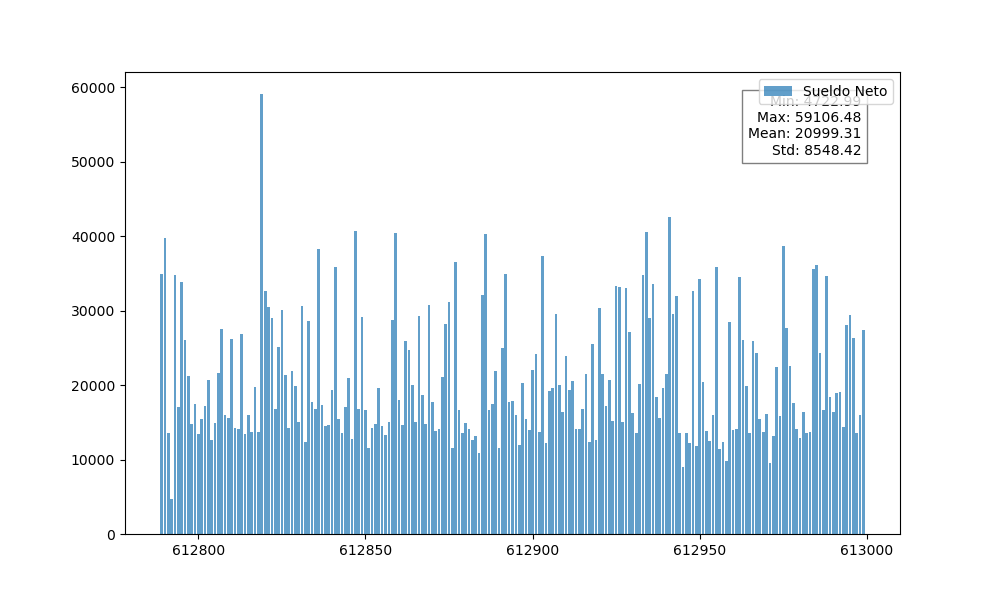 60000
50000
40000
30000
20000
10000
0
612800
612850
612900
612950
613000
Sueldo Neto
Min: 4722.99
Max: 59106.48
Mean: 20999.31
Std: 8548.42